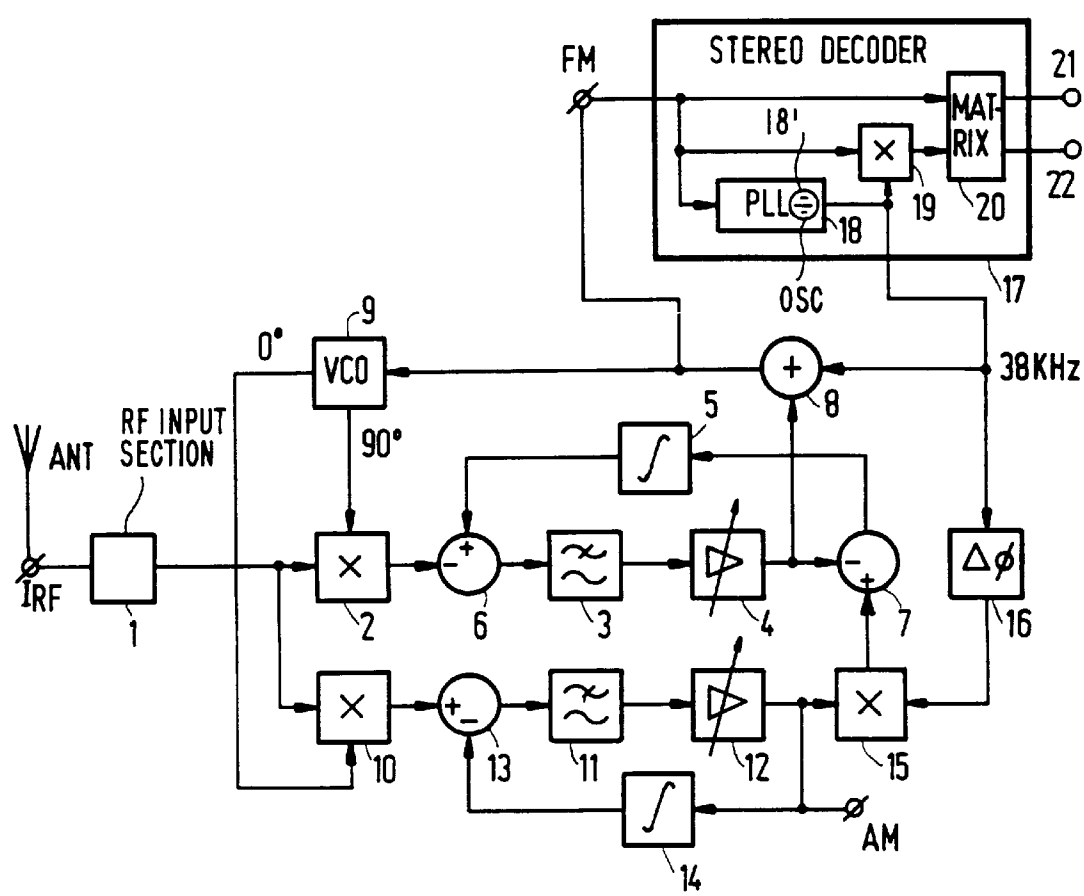 FM
STEREO DECODER
21
18'
MAT-
RIX
×
PLL
19
20
22
18
OSC
17
9
0°
VCO
+
38KHz
8
5
RF INPUT
SECTION
90°
∫
ANT
+
−
×
−
+
Δϕ
IRF
1
2
6
3
4
7
16
×
+
−
×
10
13
11
12
15
∫
AM
14